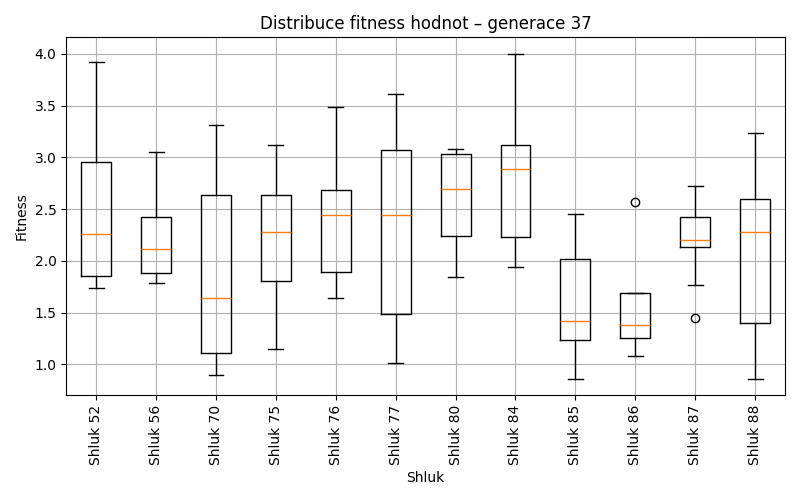 Distribuce fitness hodnot – generace 37
Fitness
4.0
3.5
3.0
2.5
2.0
1.5
1.0
Shluk 52
Shluk 56
Shluk 70
Shluk 75
Shluk 76
Shluk 77
Shluk 80
Shluk 84
Shluk 85
Shluk 86
Shluk 87
Shluk 88
Shluk